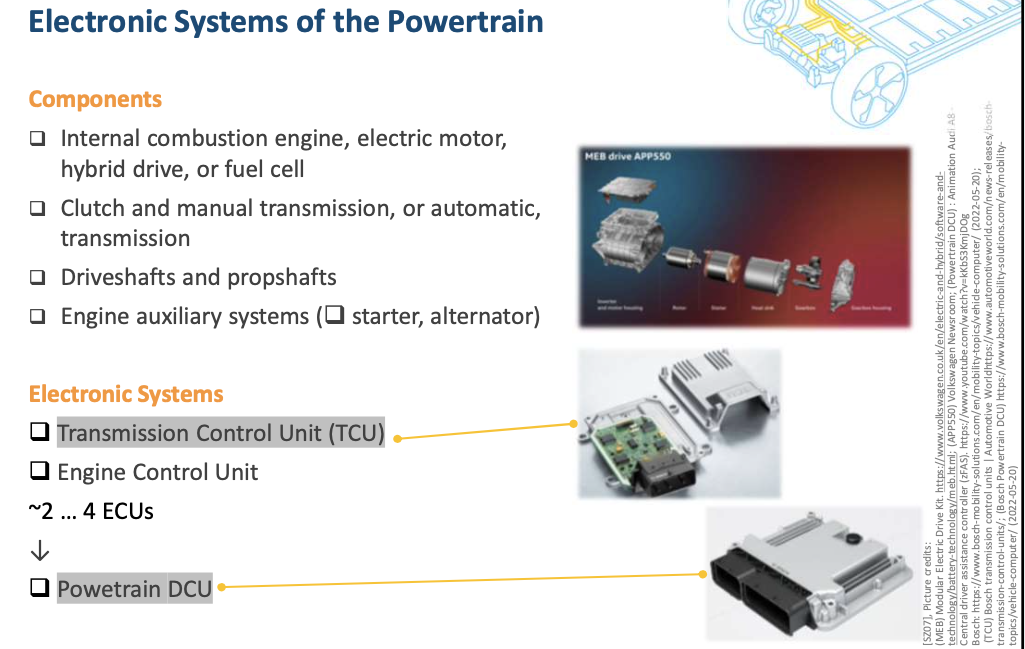 Electronic Systems of the Powertrain
Components
❑ Internal combustion engine, electric motor,
hybrid drive, or fuel cell
❑ Clutch and manual transmission, or automatic,
transmission
❑ Driveshafts and propshafts
❑ Engine auxiliary systems (❑ starter, alternator)
Electronic Systems
❑ Transmission Control Unit (TCU)
❑ Engine Control Unit
~2 … 4 ECUs
↓
❑ Powetrain DCU
MEB drive APP550
and motor housing
Rotor
Stator
Heat sink
Gearbox
Gearbox housing
[SZ07], Picture credits:
(MEB) Modular Electric Drive Kit. https://www.volkswagen.co.uk/en/electric-and-hybrid/software-and-
technology/battery-technology/meb.html; (APP550) Volkswagen Newsroom; (Powertrain DCU) : Animation Audi A8 -
Central driver assistance controller (zFAS). https://www.youtube.com/watch?v=kKbS3KmjDOg
Bosch: https://www.bosch-mobility-solutions.com/en/mobility-topics/vehicle-computer/ (2022-05-20);
(TCU) Bosch transmission control units | Automotive Worldhttps://www.automotiveworld.com/news-releases/bosch-
transmission-control-units/; (Bosch Powertrain DCU) https://www.bosch-mobility-solutions.com/en/mobility-
topics/vehicle-computer/ (2022-05-20)